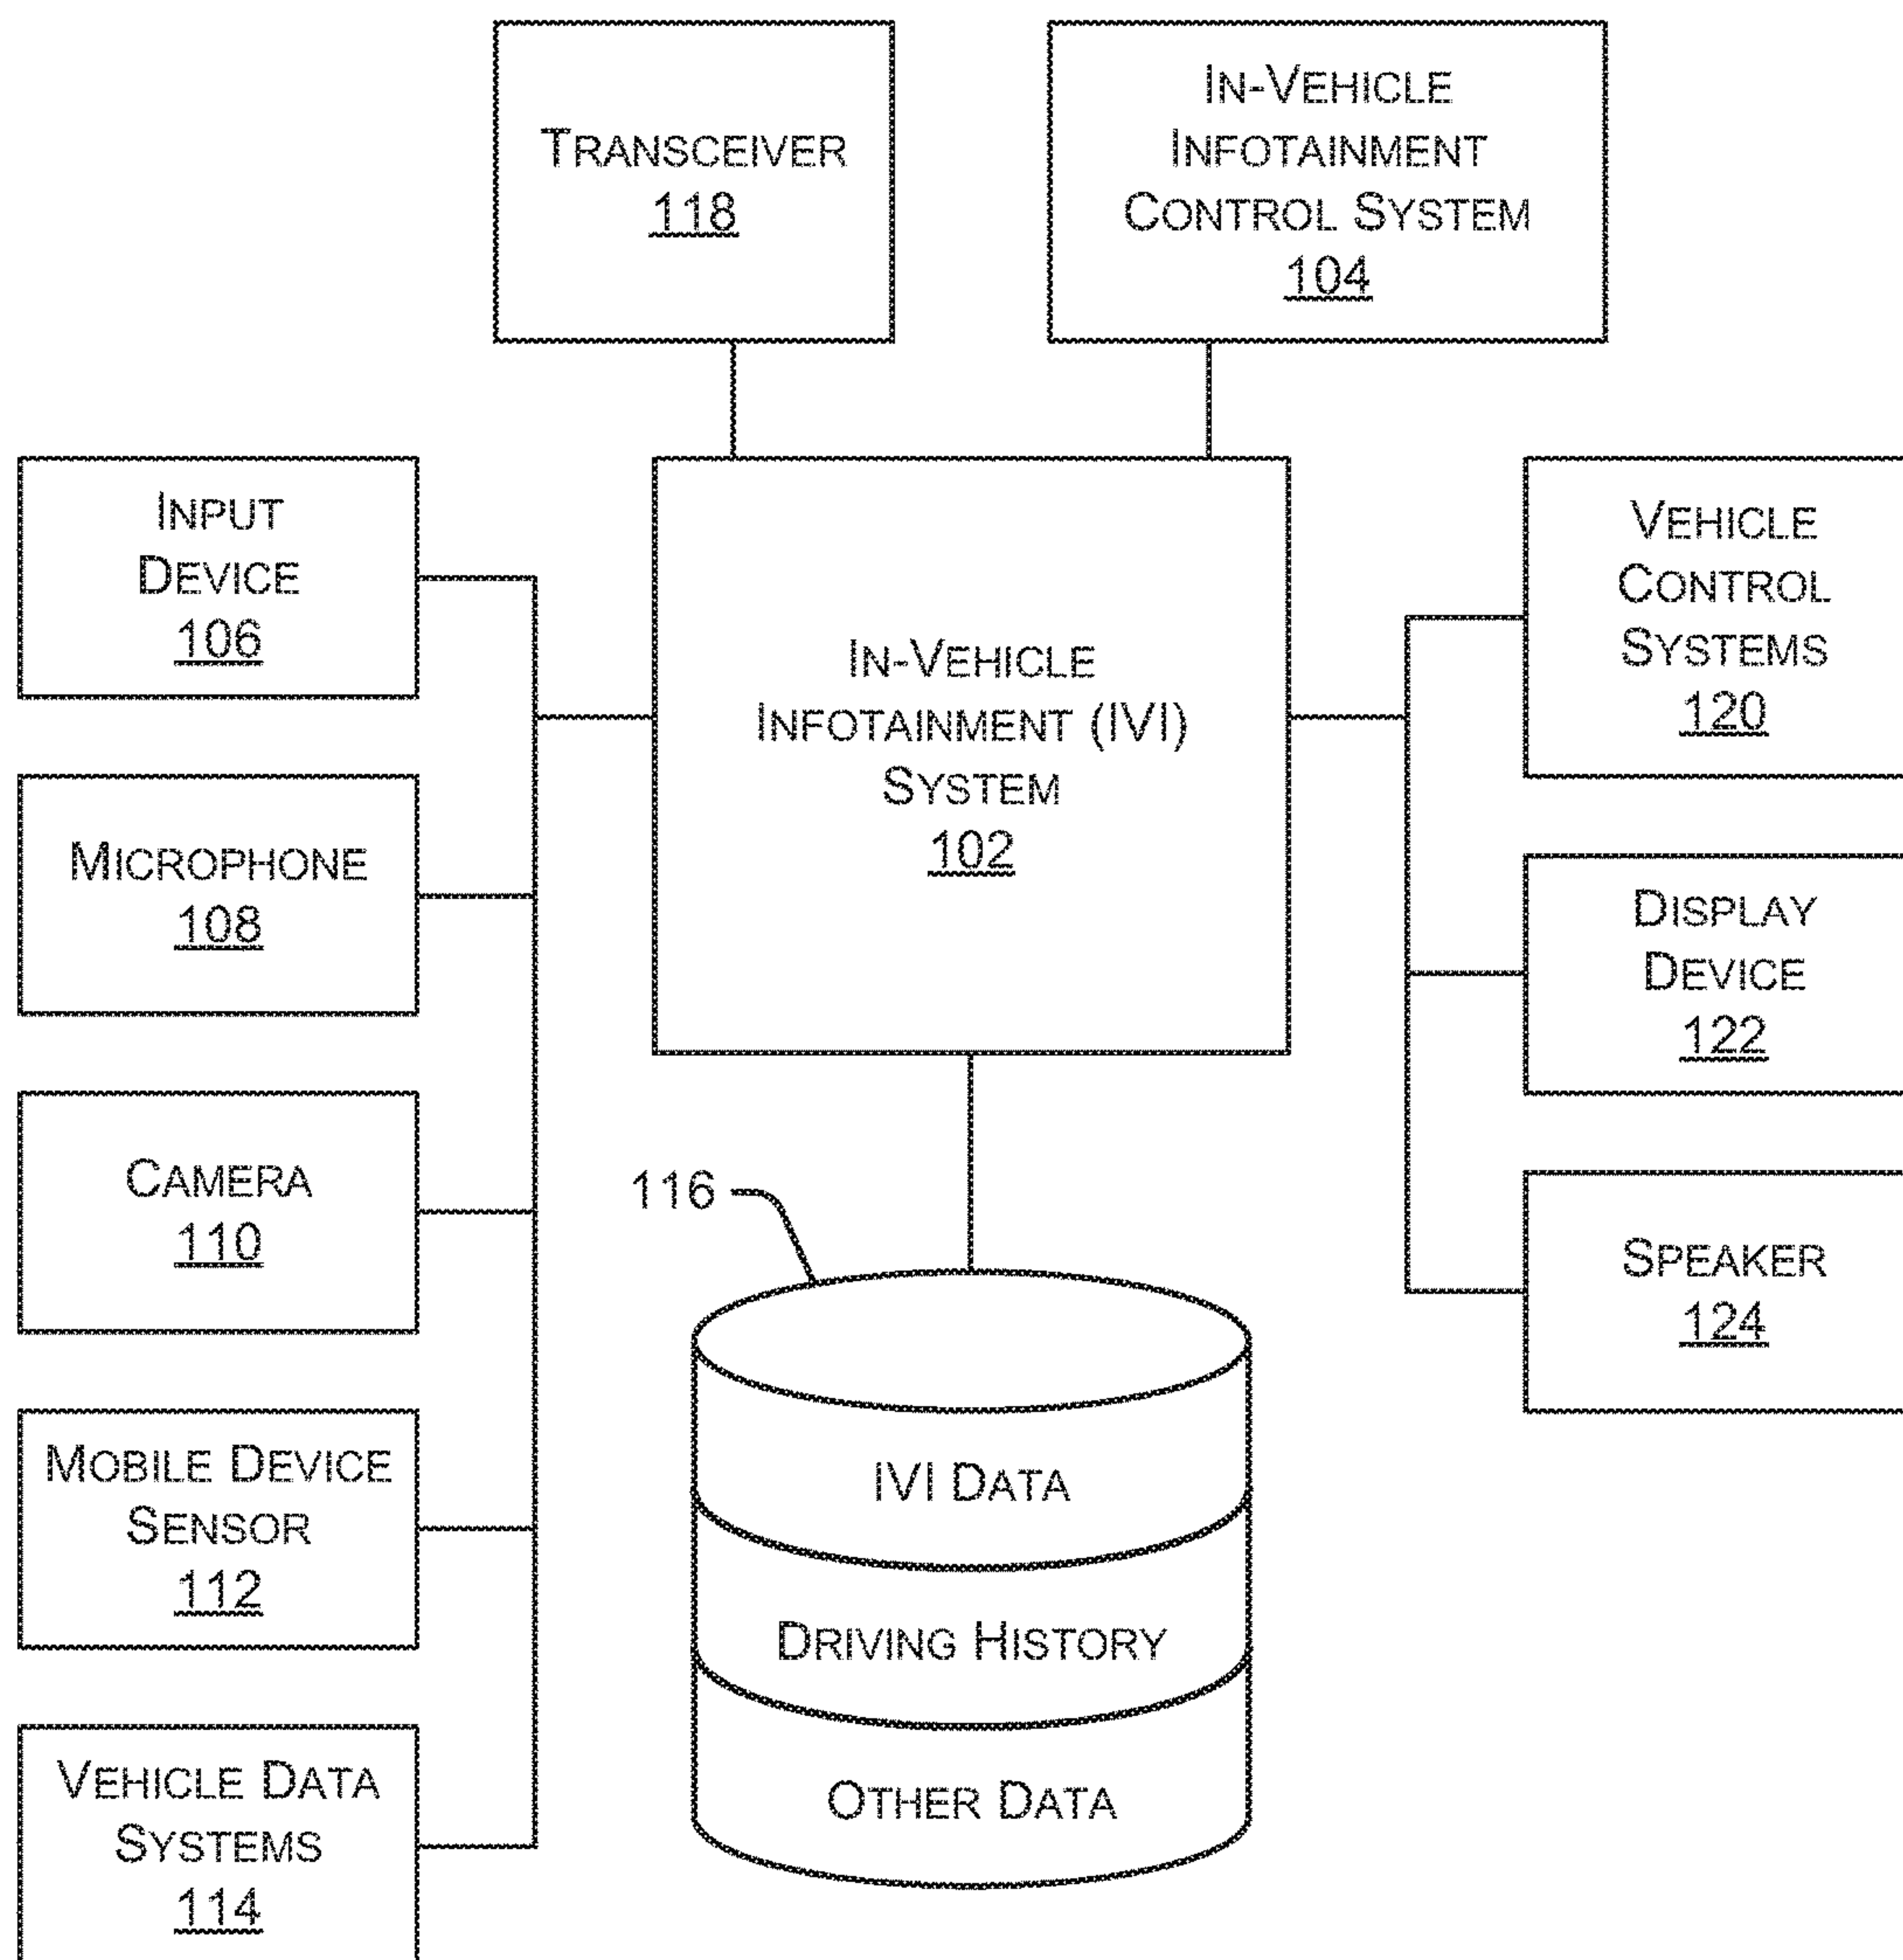 TRANSCEIVER
118
IN-VEHICLE
INFOTAINMENT
CONTROL SYSTEM
104
INPUT
DEVICE
106
MICROPHONE
108
CAMERA
110
MOBILE DEVICE
SENSOR
112
VEHICLE DATA
SYSTEMS
114
IN-VEHICLE
INFOTAINMENT (IVI)
SYSTEM
102
116
IVI DATA
DRIVING HISTORY
OTHER DATA
VEHICLE
CONTROL
SYSTEMS
120
DISPLAY
DEVICE
122
SPEAKER
124